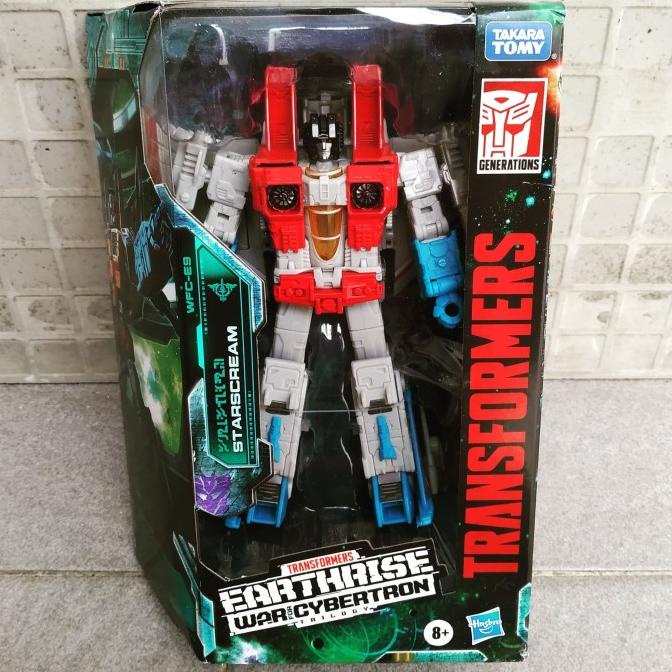 TAKARA
TOMY
GENERATIONS
TRANSFORMERS
WFC-E9
STARSCREAM
TRANSFORMERS
EARTHRISE
WAR FOR CYBERTRON
TRILOGY
8+
Hasbro